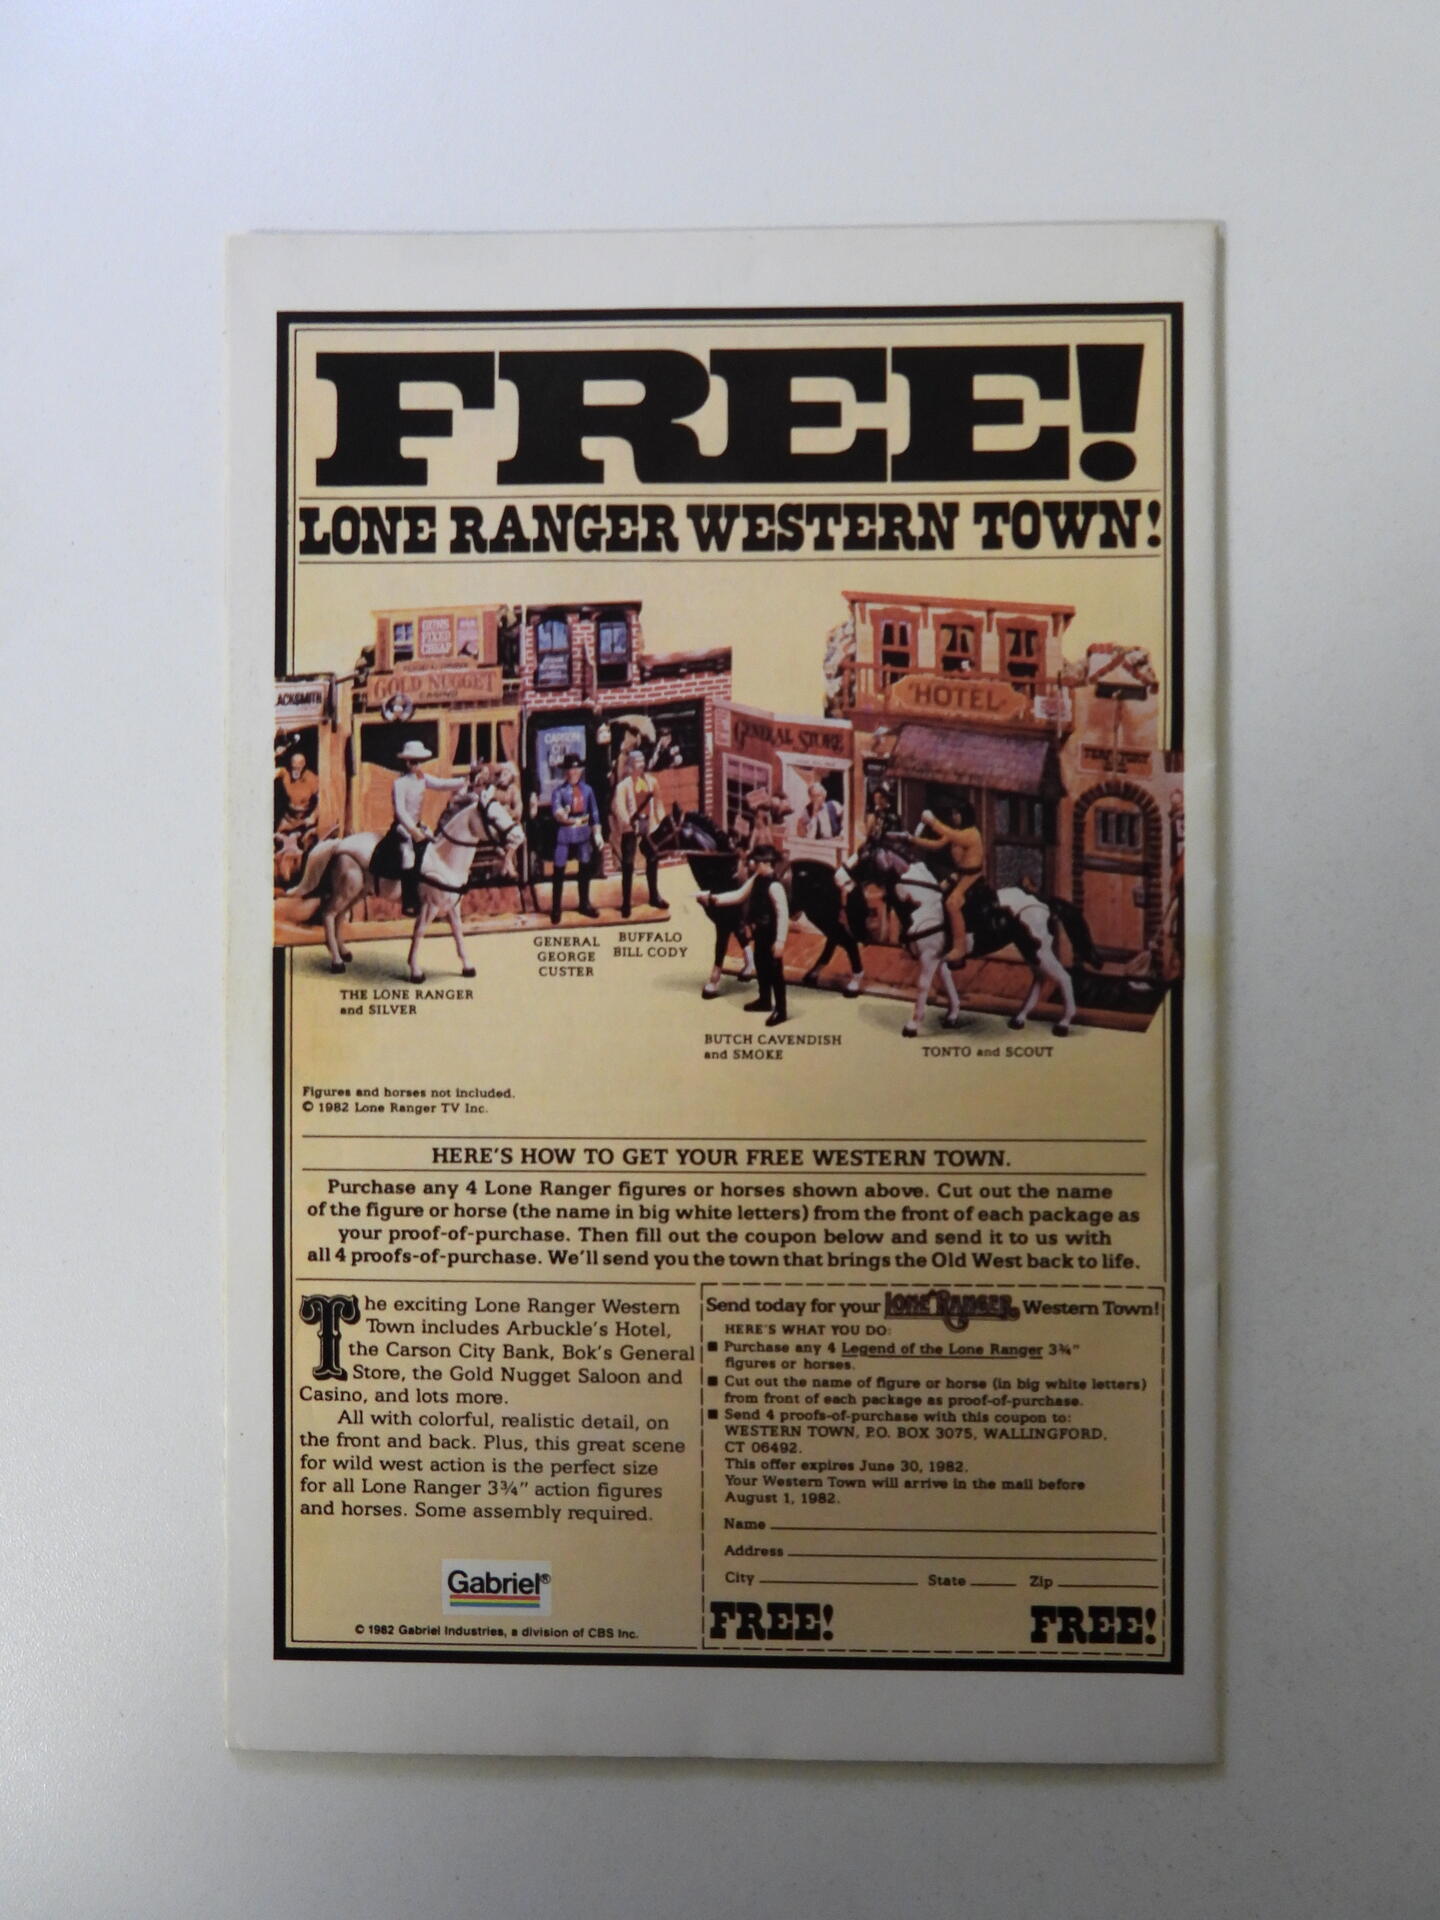 FREE!
LONE RANGER WESTERN TOWN!
GUNS
FIXED
CHEAP
ACKSMITH
GOLD NUGGET
CASINO
HOTEL
CARSON
CITY
GENERAL STORE
GENERAL
GEORGE
CUSTER
BUFFALO
BILL CODY
THE LONE RANGER
and SILVER
BUTCH CAVENDISH
and SMOKE
TONTO and SCOUT
Figures and horses not included.
© 1982 Lone Ranger TV Inc.
HERE'S HOW TO GET YOUR FREE WESTERN TOWN.
Purchase any 4 Lone Ranger figures or horses shown above. Cut out the name
of the figure or horse (the name in big white letters) from the front of each package as
your proof-of-purchase. Then fill out the coupon below and send it to us with
all 4 proofs-of-purchase. We'll send you the town that brings the Old West back to life.
The exciting Lone Ranger Western
Town includes Arbuckle's Hotel,
the Carson City Bank, Bok's General
Store, the Gold Nugget Saloon and
Casino, and lots more.
All with colorful, realistic detail, on
the front and back. Plus, this great scene
for wild west action is the perfect size
for all Lone Ranger 3¾" action figures
and horses. Some assembly required.
Gabriel®
© 1982 Gabriel Industries, a division of CBS Inc.
Send today for your LONE RANGER Western Town!
HERE'S WHAT YOU DO:
■ Purchase any 4 Legend of the Lone Ranger 3¾"
figures or horses.
■ Cut out the name of figure or horse (in big white letters)
from front of each package as proof-of-purchase.
■ Send 4 proofs-of-purchase with this coupon to:
WESTERN TOWN, P.O. BOX 3075, WALLINGFORD,
CT 06492.
This offer expires June 30, 1982.
Your Western Town will arrive in the mail before
August 1, 1982.
Name
Address
City State Zip
FREE! FREE!